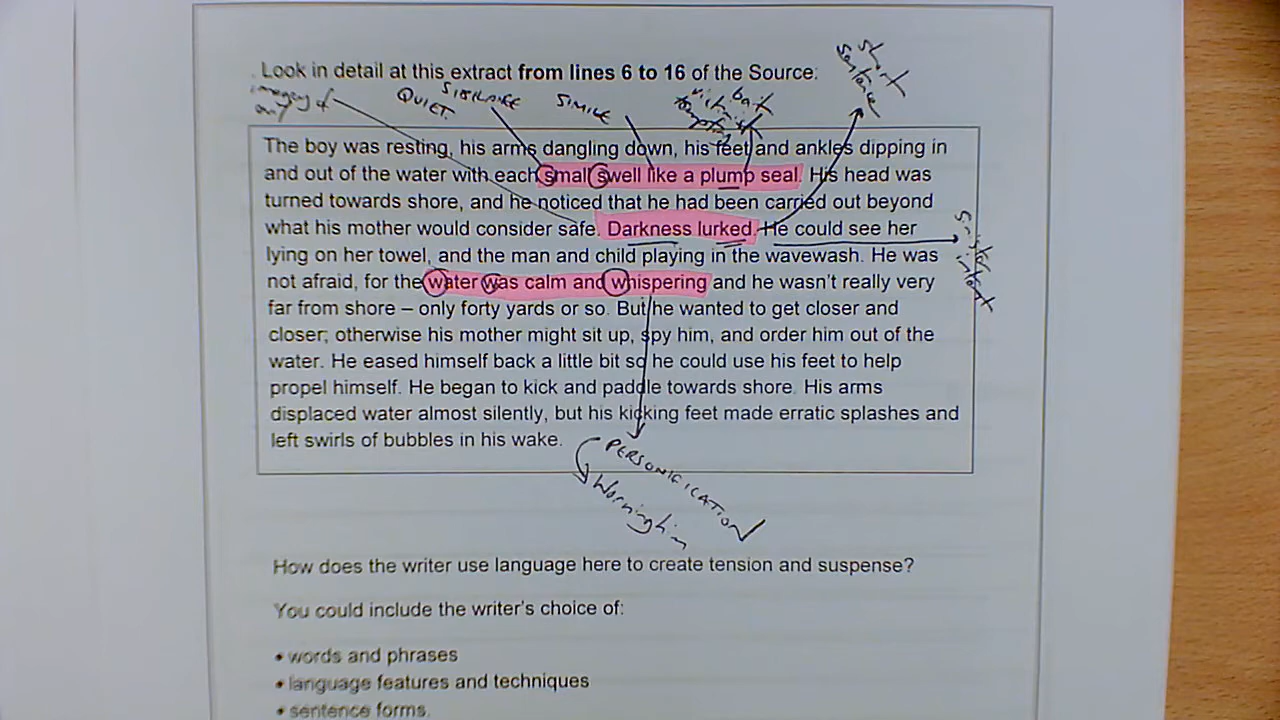 Look in detail at this extract from lines 6 to 16 of the Source:
short
sentence
imagery of
QUIET.
SIBILANCE
SIMILE
victim is
bait
tempting
The boy was resting, his arms dangling down, his feet and ankles dipping in
and out of the water with each small swell like a plump seal. His head was
turned towards shore, and he noticed that he had been carried out beyond
what his mother would consider safe. Darkness lurked. He could see her
lying on her towel, and the man and child playing in the wavewash. He was
not afraid, for the water was calm and whispering and he wasn't really very
far from shore – only forty yards or so. But he wanted to get closer and
closer; otherwise his mother might sit up, spy him, and order him out of the
water. He eased himself back a little bit so he could use his feet to help
propel himself. He began to kick and paddle towards shore. His arms
displaced water almost silently, but his kicking feet made erratic splashes and
left swirls of bubbles in his wake.
Sinister
intent
PERSONIFICATION
Warning him
How does the writer use language here to create tension and suspense?
You could include the writer's choice of:
• words and phrases
• language features and techniques
• sentence forms.